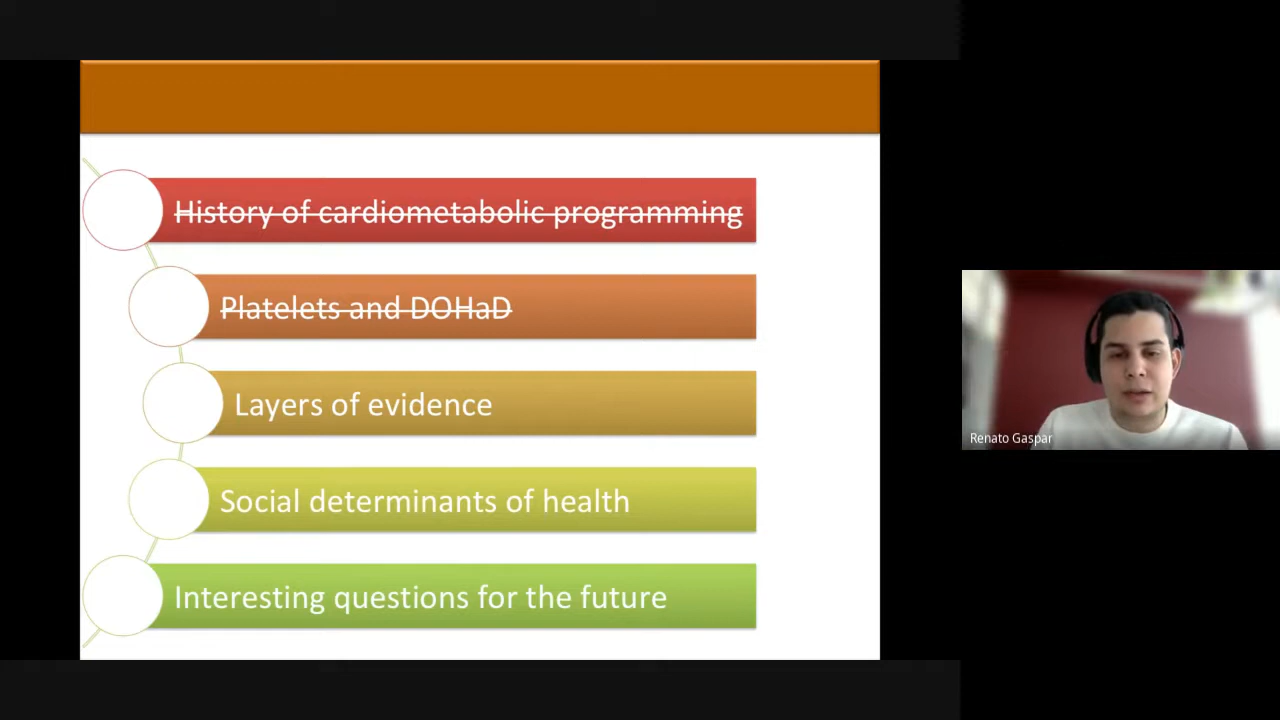 History of cardiometabolic programming
Platelets and DOHaD
Layers of evidence
Social determinants of health
Interesting questions for the future
Renato Gaspar